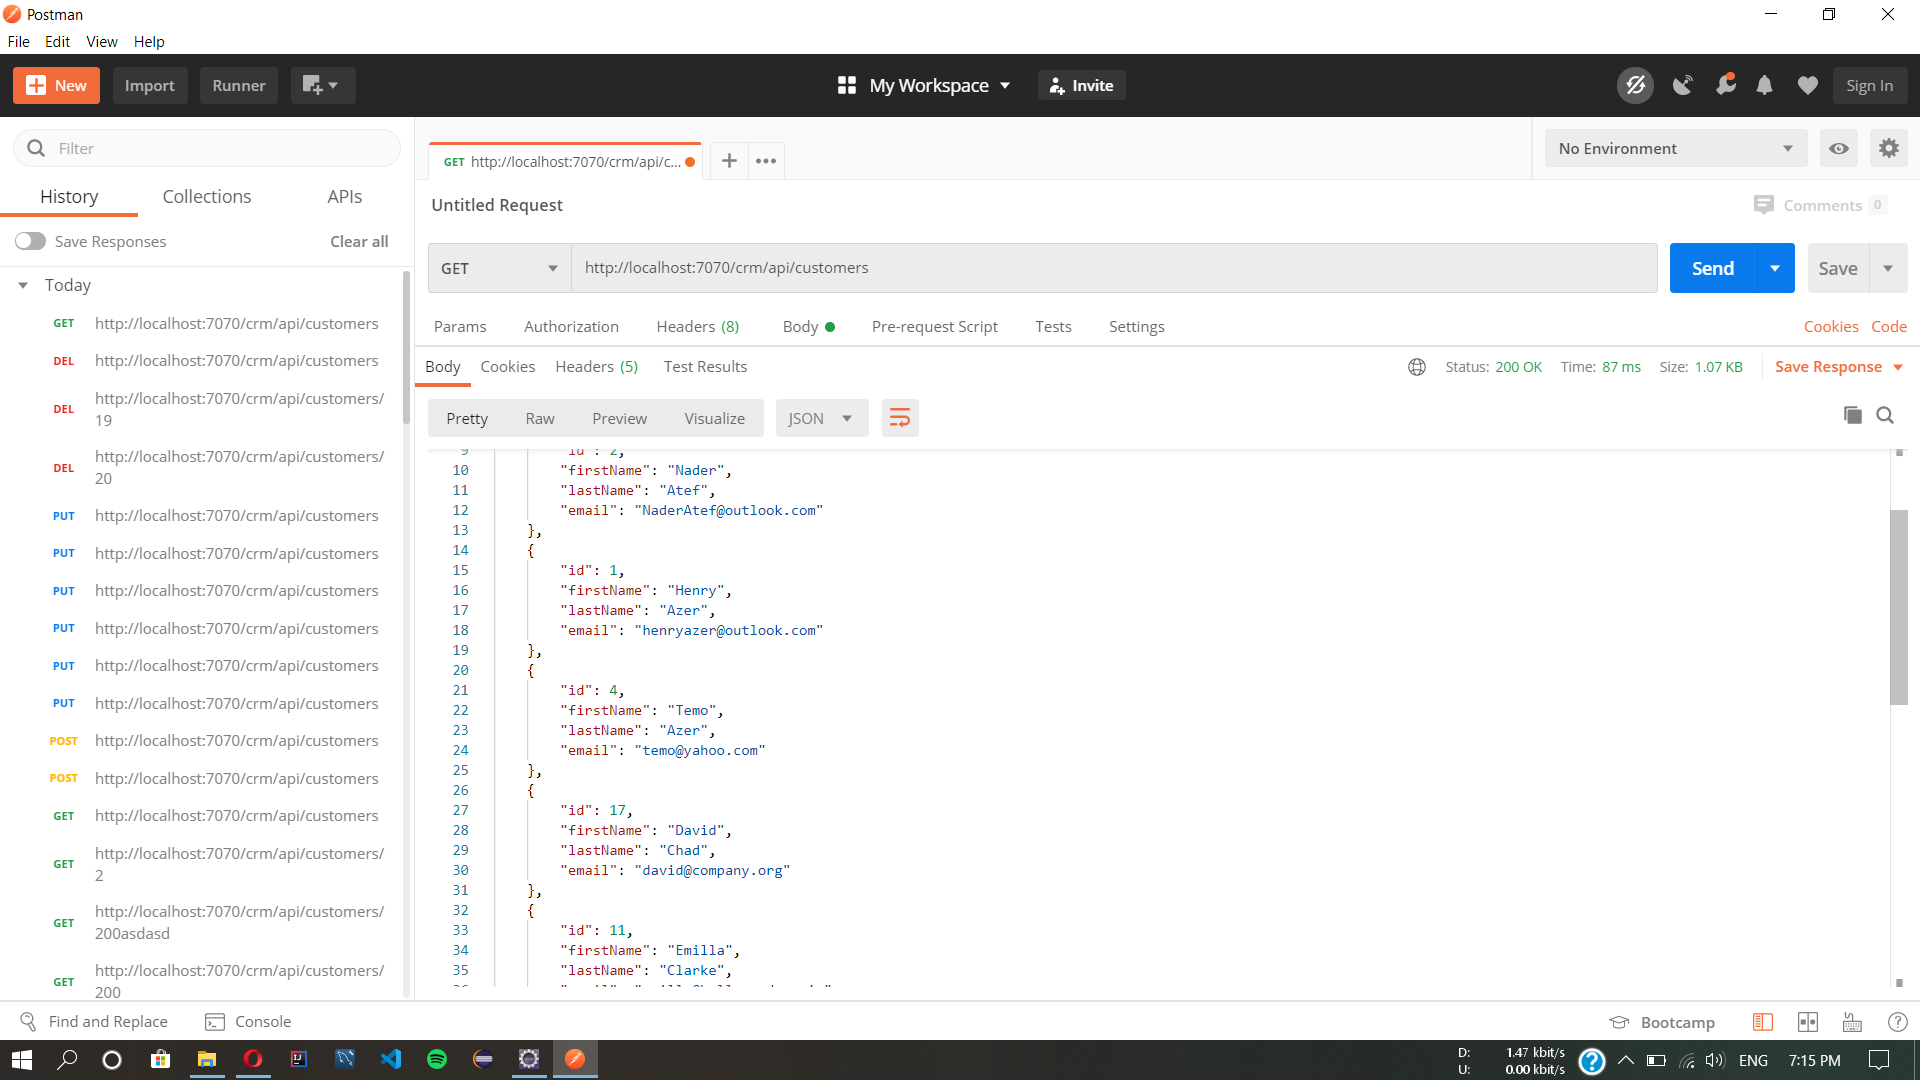 Postman
File Edit View Help
New Import Runner My Workspace Invite Sign In
Filter
GET http://localhost:7070/crm/api/c...
No Environment
History Collections APIs
Untitled Request
Comments 0
Save Responses Clear all
GET http://localhost:7070/crm/api/customers Send Save
Today
Params Authorization Headers (8) Body Pre-request Script Tests Settings Cookies Code
Body Cookies Headers (5) Test Results Status: 200 OK Time: 87 ms Size: 1.07 KB Save Response
Pretty Raw Preview Visualize JSON
GET http://localhost:7070/crm/api/customers
DEL http://localhost:7070/crm/api/customers
DEL http://localhost:7070/crm/api/customers/
19
DEL http://localhost:7070/crm/api/customers/
20
PUT http://localhost:7070/crm/api/customers
PUT http://localhost:7070/crm/api/customers
PUT http://localhost:7070/crm/api/customers
PUT http://localhost:7070/crm/api/customers
PUT http://localhost:7070/crm/api/customers
PUT http://localhost:7070/crm/api/customers
POST http://localhost:7070/crm/api/customers
POST http://localhost:7070/crm/api/customers
GET http://localhost:7070/crm/api/customers
GET http://localhost:7070/crm/api/customers/
2
GET http://localhost:7070/crm/api/customers/
200asdasd
GET http://localhost:7070/crm/api/customers/
200
9 "id": 2,
10 "firstName": "Nader",
11 "lastName": "Atef",
12 "email": "NaderAtef@outlook.com"
13 },
14 {
15 "id": 1,
16 "firstName": "Henry",
17 "lastName": "Azer",
18 "email": "henryazer@outlook.com"
19 },
20 {
21 "id": 4,
22 "firstName": "Temo",
23 "lastName": "Azer",
24 "email": "temo@yahoo.com"
25 },
26 {
27 "id": 17,
28 "firstName": "David",
29 "lastName": "Chad",
30 "email": "david@company.org"
31 },
32 {
33 "id": 11,
34 "firstName": "Emilla",
35 "lastName": "Clarke",
Find and Replace Console Bootcamp
D: 1.47 kbit/s
U: 0.00 kbit/s
ENG 7:15 PM